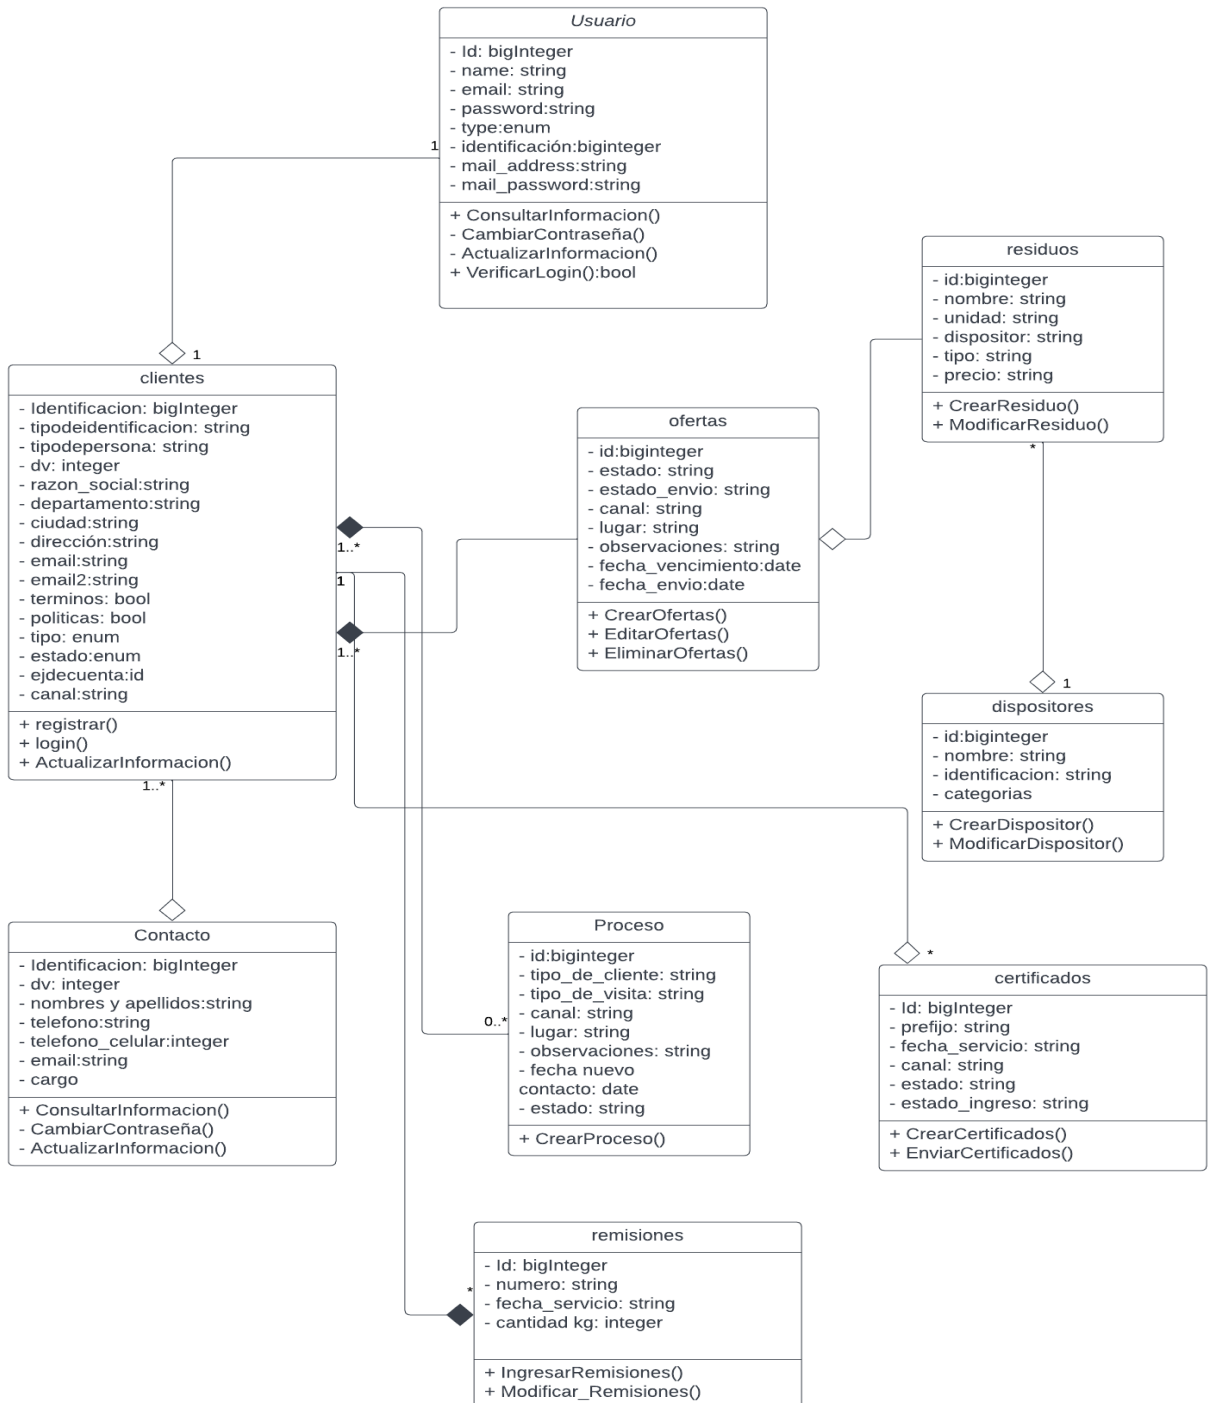 Usuario
- Id: bigInteger
- name: string
- email: string
- password:string
- type:enum
- identificación:biginteger
- mail_address:string
- mail_password:string
+ ConsultarInformacion()
- CambiarContraseña()
- ActualizarInformacion()
+ VerificarLogin():bool
1
1
clientes
- Identificacion: bigInteger
- tipodeidentificacion: string
- tipodepersona: string
- dv: integer
- razon_social:string
- departamento:string
- ciudad:string
- dirección:string
- email:string
- email2:string
- terminos: bool
- politicas: bool
- tipo: enum
- estado:enum
- ejdecuenta:id
- canal:string
+ registrar()
+ login()
+ ActualizarInformacion()
1..*
1
1..*
1..*
ofertas
- id:biginteger
- estado: string
- estado_envio: string
- canal: string
- lugar: string
- observaciones: string
- fecha_vencimiento:date
- fecha_envio:date
+ CrearOfertas()
+ EditarOfertas()
+ EliminarOfertas()
residuos
- id:biginteger
- nombre: string
- unidad: string
- dispositor: string
- tipo: string
- precio: string
+ CrearResiduo()
+ ModificarResiduo()
*
1
dispositores
- id:biginteger
- nombre: string
- identificacion: string
- categorias
+ CrearDispositor()
+ ModificarDispositor()
Contacto
- Identificacion: bigInteger
- dv: integer
- nombres y apellidos:string
- telefono:string
- telefono_celular:integer
- email:string
- cargo
+ ConsultarInformacion()
- CambiarContraseña()
- ActualizarInformacion()
0..*
Proceso
- id:biginteger
- tipo_de_cliente: string
- tipo_de_visita: string
- canal: string
- lugar: string
- observaciones: string
- fecha nuevo
contacto: date
- estado: string
+ CrearProceso()
*
certificados
- Id: bigInteger
- prefijo: string
- fecha_servicio: string
- canal: string
- estado: string
- estado_ingreso: string
+ CrearCertificados()
+ EnviarCertificados()
*
remisiones
- Id: bigInteger
- numero: string
- fecha_servicio: string
- cantidad kg: integer
+ IngresarRemisiones()
+ Modificar_Remisiones()